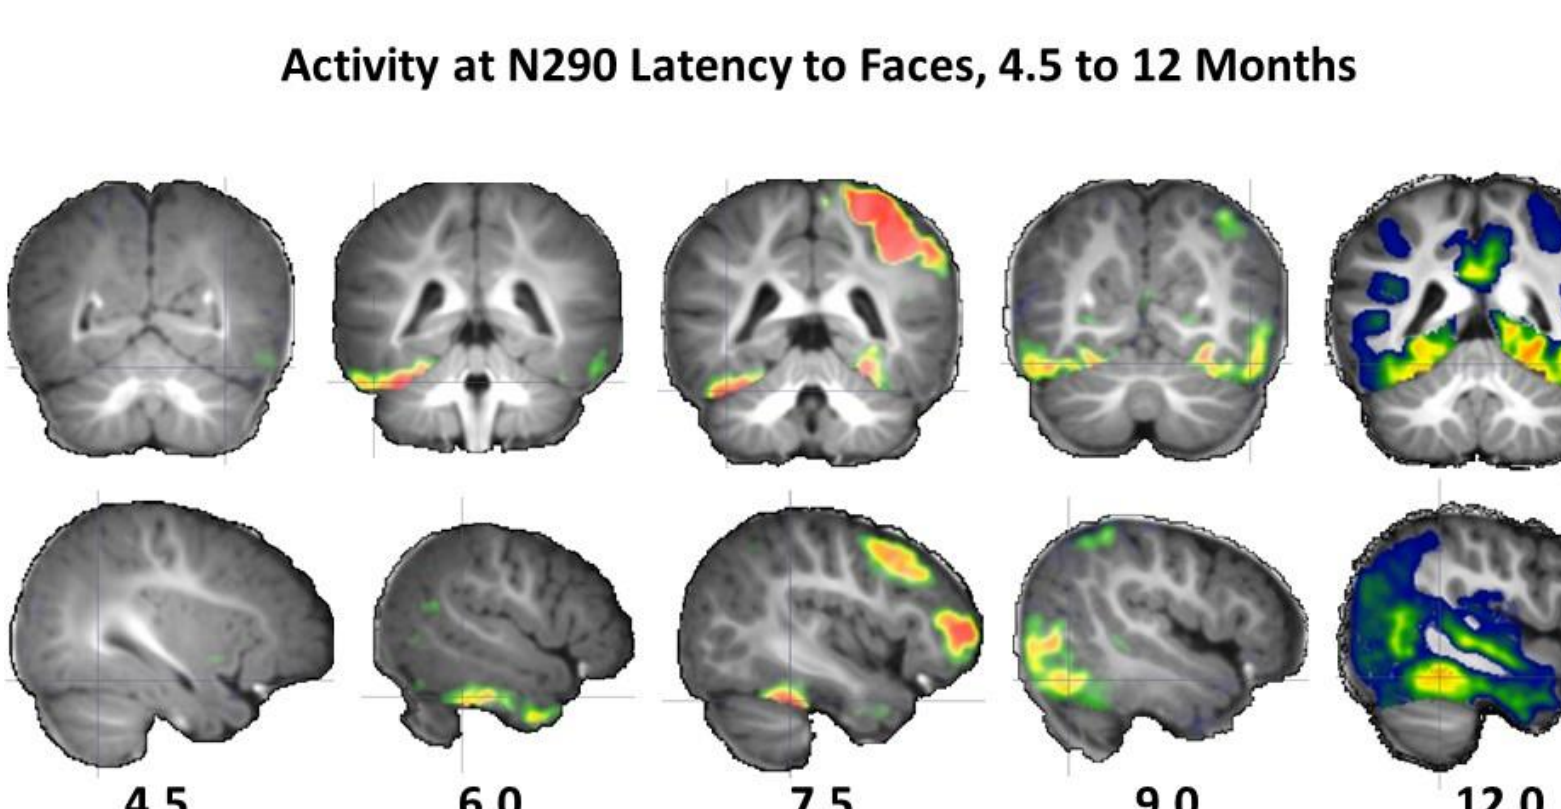 Activity at N290 Latency to Faces, 4.5 to 12 Months
4.5 6.0 7.5 9.0 12.0